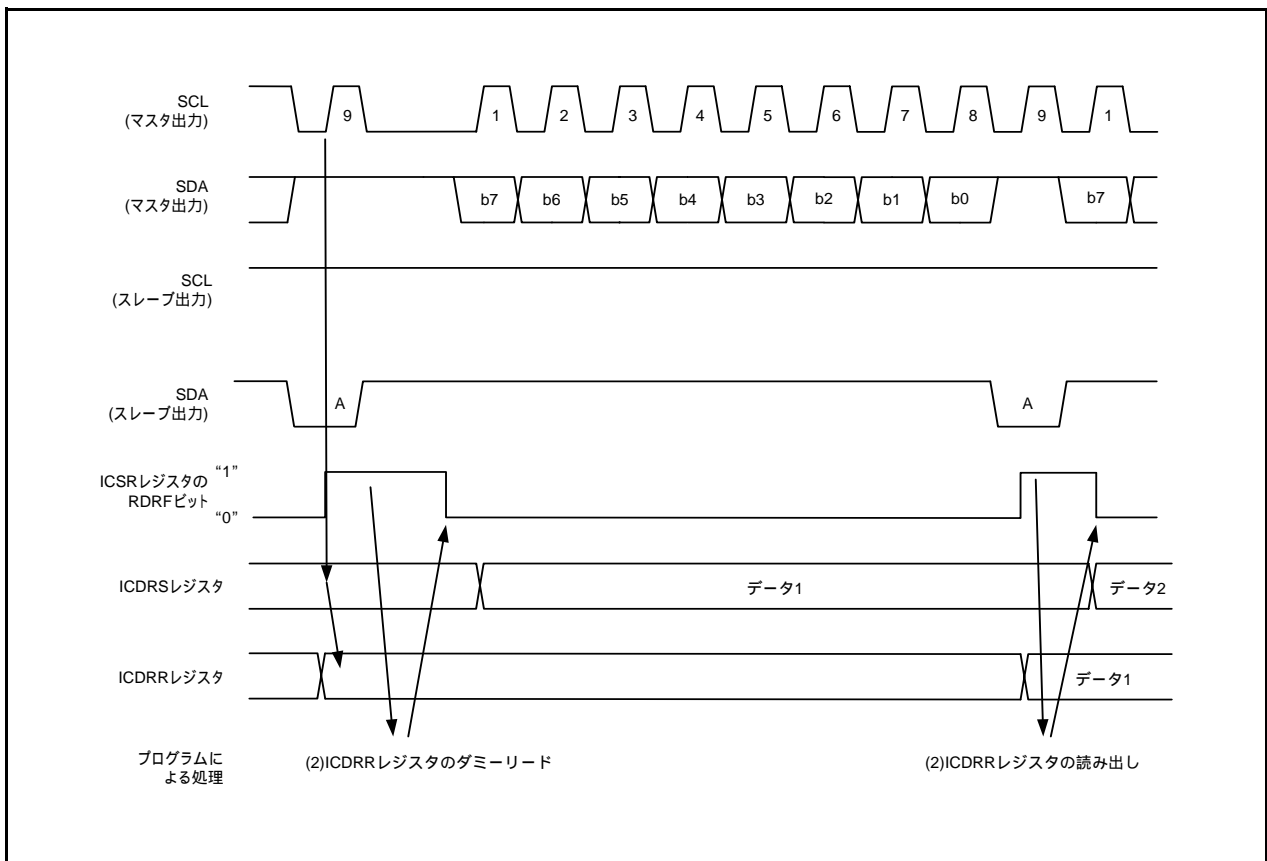 SCL
(マスタ出力)
9
1
2
3
4
5
6
7
8
9
1
SDA
(マスタ出力)
b7
b6
b5
b4
b3
b2
b1
b0
b7
SCL
(スレーブ出力)
SDA
(スレーブ出力)
A
A
ICSRレジスタの
RDRFビット
“1”
“0”
ICDRSレジスタ
データ1
データ2
ICDRRレジスタ
データ1
プログラムに
よる処理
(2)ICDRRレジスタのダミーリード
(2)ICDRRレジスタの読み出し